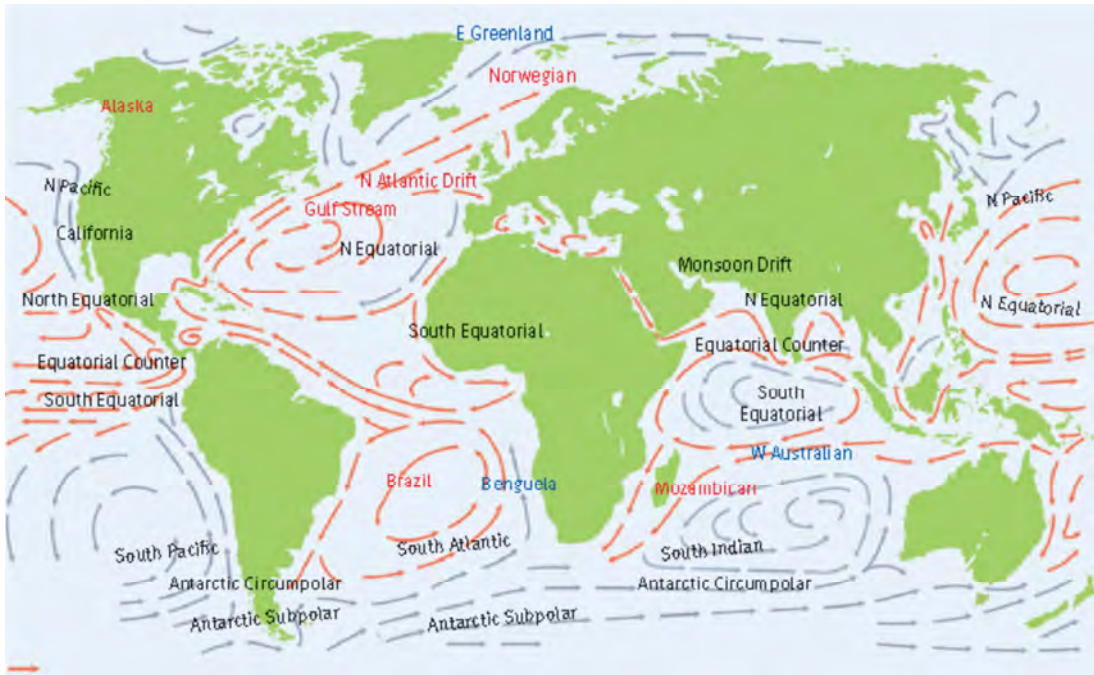 E Greenland
Norwegian
Alaska
N Atlantic Drift
N Pacific
N Pacific
Gulf Stream
California
N Equatorial
Monsoon Drift
North Equatorial
N Equatorial
N Equatorial
South Equatorial
Equatorial Counter
Equatorial Counter
South Equatorial
South
Equatorial
W Australian
Brazil
Benguela
Mozambican
South Pacific
South Atlantic
South Indian
Antarctic Circumpolar
Antarctic Circumpolar
Antarctic Subpolar
Antarctic Subpolar